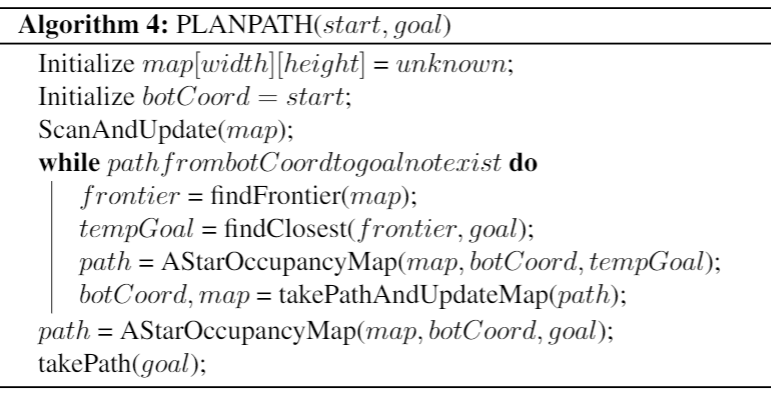 Algorithm 4: PLANPATH(start, goal)
Initialize map[width][height] = unknown;
Initialize botCoord = start;
ScanAndUpdate(map);
while pathfrombotCoordtogoalnotexist do
frontier = findFrontier(map);
tempGoal = findClosest(frontier, goal);
path = AStarOccupancyMap(map, botCoord, tempGoal);
botCoord, map = takePathAndUpdateMap(path);
path = AStarOccupancyMap(map, botCoord, goal);
takePath(goal);